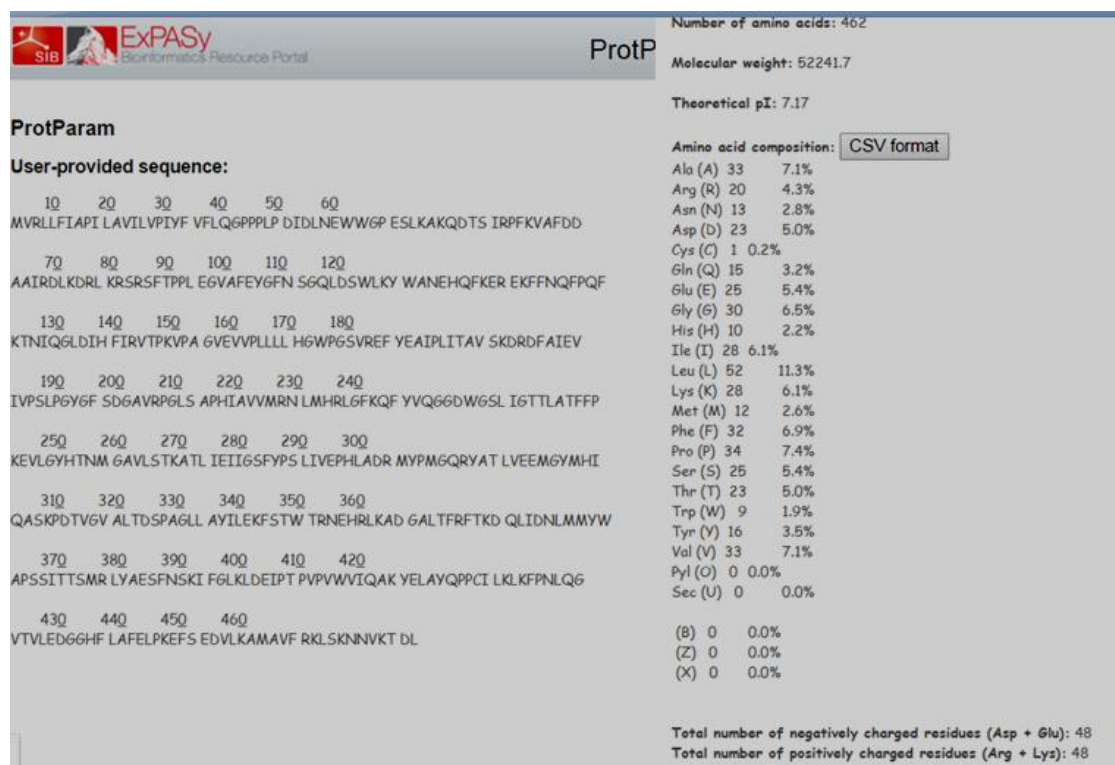 SIB
ExPASy
Bioinformatics Resource Portal
ProtP
ProtParam
User-provided sequence:
10 20 30 40 50 60
MVRLLFIAPI LAVILVPIYF VFLQGPPPLP DIDLNEWWGP ESLKAKQDTS IRPFKVAFDD
70 80 90 100 110 120
AAIRDLKDRL KRSRSFTPPL EGVAFEYGFN SGQLDSWLKY WANEHQFKER EKFFNQFPQF
130 140 150 160 170 180
KTNIQGLDIH FIRVTPKVPA GVEVVPLLLL HGWPGSVREF YEAIPLITAV SKDRDFAIEV
190 200 210 220 230 240
IVPSLPGYGF SDGAVRPGLS APHIAVVMRN LMHRLGFKQF YVQGGDWGSL IGTTLATFFP
250 260 270 280 290 300
KEVLGYHTNM GAVLSTKATL IEIIGSFYPS LIVEPHLADR MYPMGQRYAT LVEEMGYMHI
310 320 330 340 350 360
QASKPDTVGV ALTDSPAGLL AYILEKFSTW TRNEHRLKAD GALTFRFTKD QLIDNLMMYW
370 380 390 400 410 420
APSSITTSMR LYAESFNSKI FGLKLDEIPT PVPVWVIQAK YELAYQPPCI LKLKFPNLQG
430 440 450 460
VTVLEDGGHF LAFELPKEFS EDVLKAMAVF RKLSKNNVKT DL
Number of amino acids: 462
Molecular weight: 52241.7
Theoretical pI: 7.17
Amino acid composition: CSV format
Ala (A) 33 7.1%
Arg (R) 20 4.3%
Asn (N) 13 2.8%
Asp (D) 23 5.0%
Cys (C) 1 0.2%
Gln (Q) 15 3.2%
Glu (E) 25 5.4%
Gly (G) 30 6.5%
His (H) 10 2.2%
Ile (I) 28 6.1%
Leu (L) 52 11.3%
Lys (K) 28 6.1%
Met (M) 12 2.6%
Phe (F) 32 6.9%
Pro (P) 34 7.4%
Ser (S) 25 5.4%
Thr (T) 23 5.0%
Trp (W) 9 1.9%
Tyr (Y) 16 3.5%
Val (V) 33 7.1%
Pyl (O) 0 0.0%
Sec (U) 0 0.0%
(B) 0 0.0%
(Z) 0 0.0%
(X) 0 0.0%
Total number of negatively charged residues (Asp + Glu): 48
Total number of positively charged residues (Arg + Lys): 48